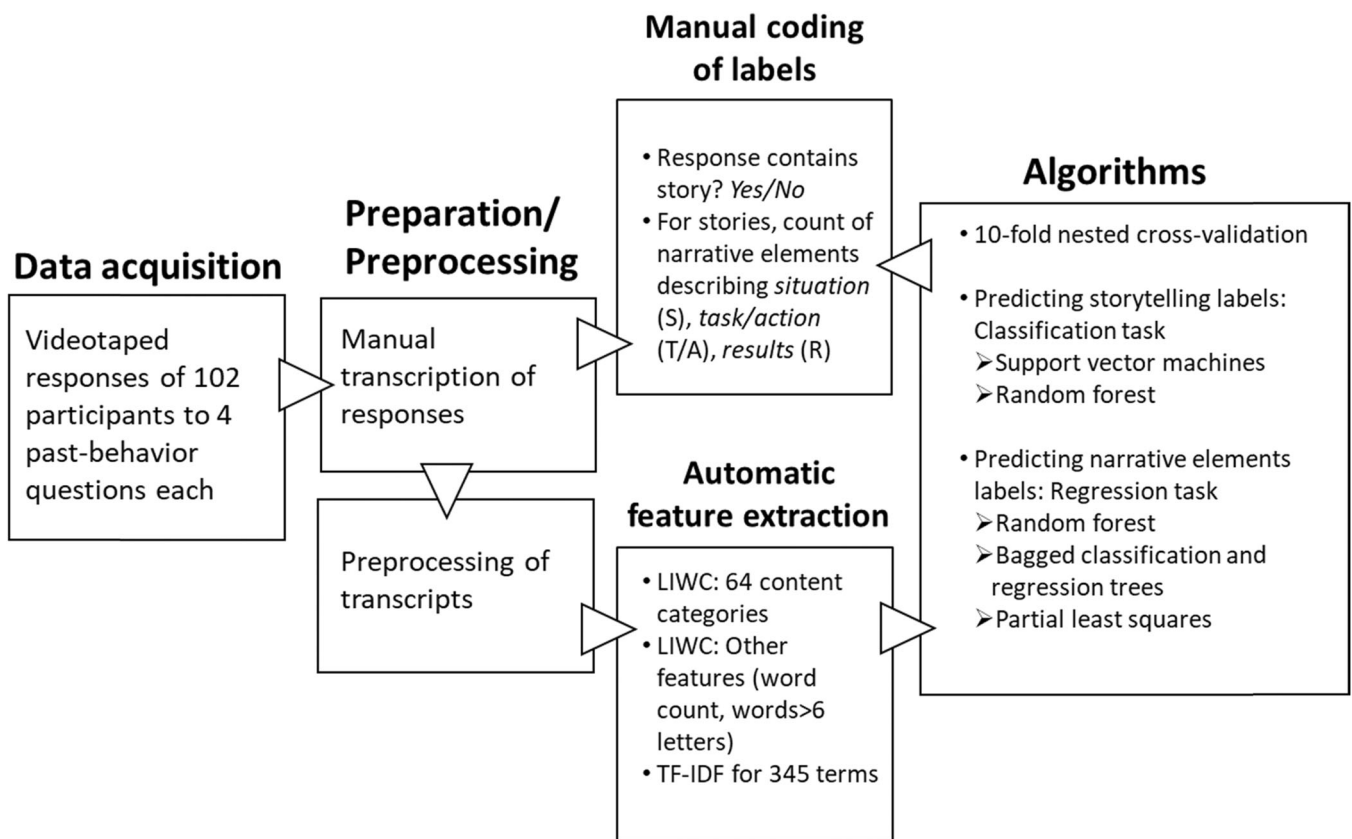 Data acquisition
Videotaped
responses of 102
participants to 4
past-behavior
questions each
Preparation/
Preprocessing
Manual
transcription of
responses
Preprocessing of
transcripts
Manual coding
of labels
• Response contains
story? Yes/No
• For stories, count of
narrative elements
describing situation
(S), task/action
(T/A), results (R)
Automatic
feature extraction
• LIWC: 64 content
categories
• LIWC: Other
features (word
count, words>6
letters)
• TF-IDF for 345 terms
Algorithms
• 10-fold nested cross-validation
• Predicting storytelling labels:
Classification task
➢Support vector machines
➢Random forest
• Predicting narrative elements
labels: Regression task
➢Random forest
➢Bagged classification and
regression trees
➢Partial least squares